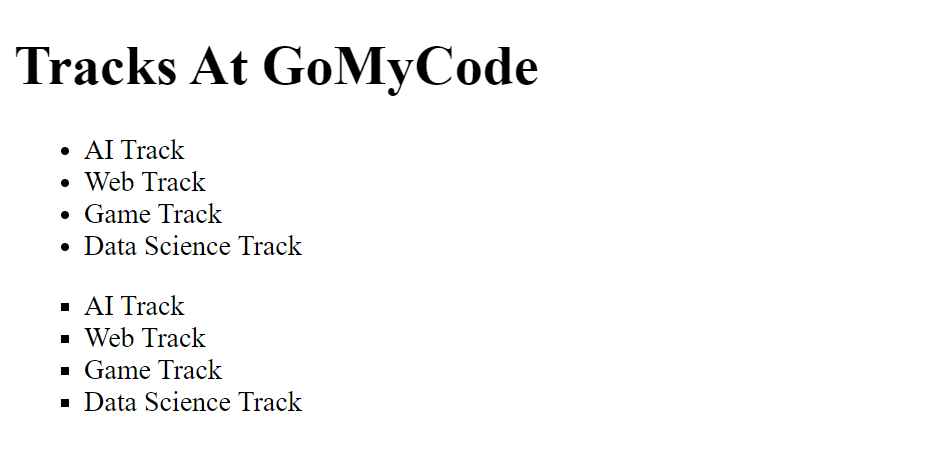 Tracks At GoMyCode
• AI Track
• Web Track
• Game Track
• Data Science Track
▪ AI Track
▪ Web Track
▪ Game Track
▪ Data Science Track